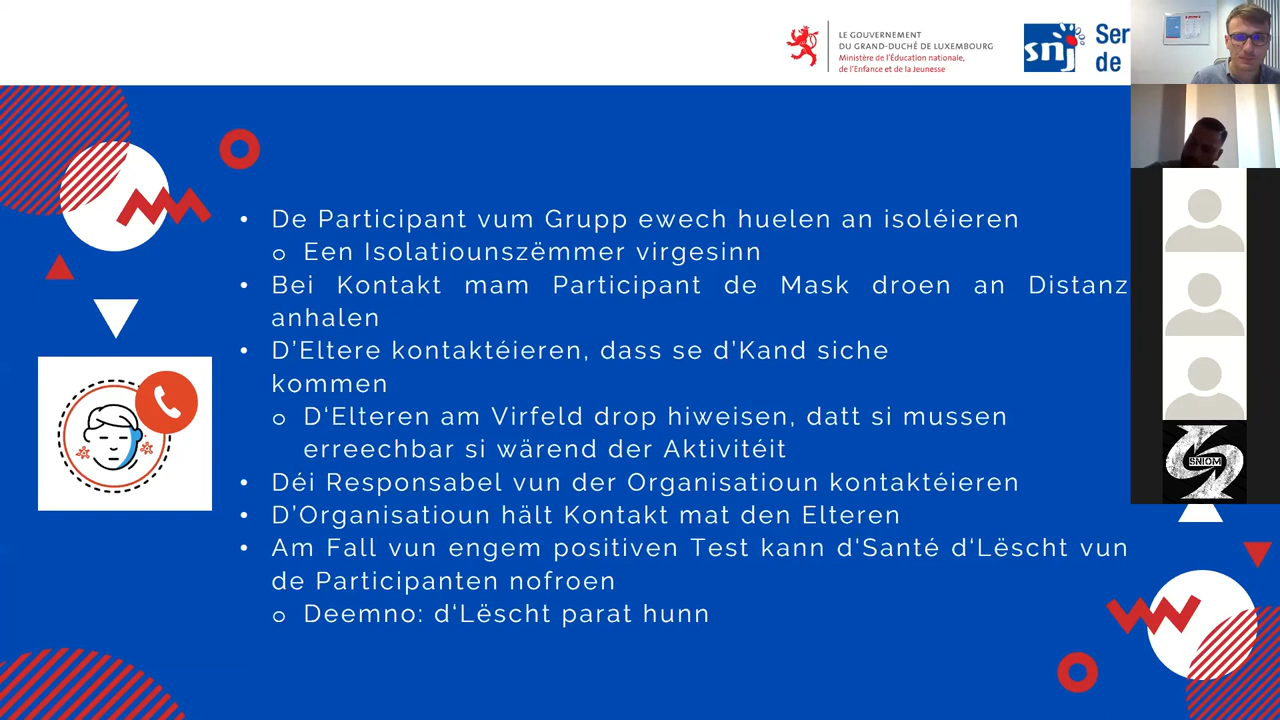 LE GOUVERNEMENT
DU GRAND-DUCHÉ DE LUXEMBOURG
Ministère de l'Éducation nationale,
de l'Enfance et de la Jeunesse
snj
Ser
de
• De Participant vum Grupp ewech huelen an isoléieren
o Een Isolatiounszëmmer virgesinn
• Bei Kontakt mam Participant de Mask droen an Distanz
anhalen
• D’Eltere kontaktéieren, dass se d’Kand siche
kommen
o D‘Elteren am Virfeld drop hiweisen, datt si mussen
erreechbar si wärend der Aktivitéit
• Déi Responsabel vun der Organisatioun kontaktéieren
• D’Organisatioun hält Kontakt mat den Elteren
• Am Fall vun engem positiven Test kann d'Santé d‘Lëscht vun
de Participanten nofroen
o Deemno: d‘Lëscht parat hunn
SNIOM